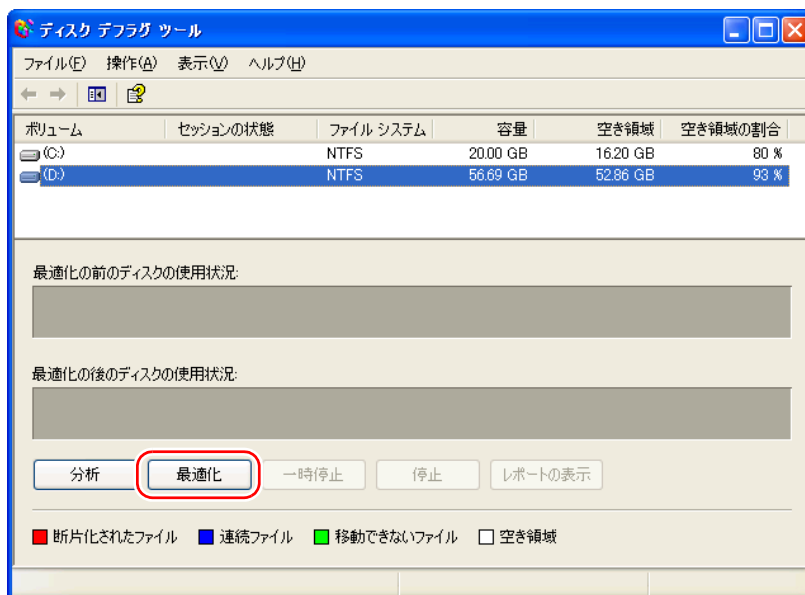 ディスク デフラグ ツール
ファイル(F) 操作(A) 表示(V) ヘルプ(H)
ボリューム セッションの状態 ファイル システム 容量 空き領域 空き領域の割合
(C:) NTFS 20.00 GB 16.20 GB 80 %
(D:) NTFS 56.69 GB 52.86 GB 93 %
最適化の前のディスクの使用状況:
最適化の後のディスクの使用状況:
分析 最適化 一時停止 停止 レポートの表示
断片化されたファイル 連続ファイル 移動できないファイル 空き領域